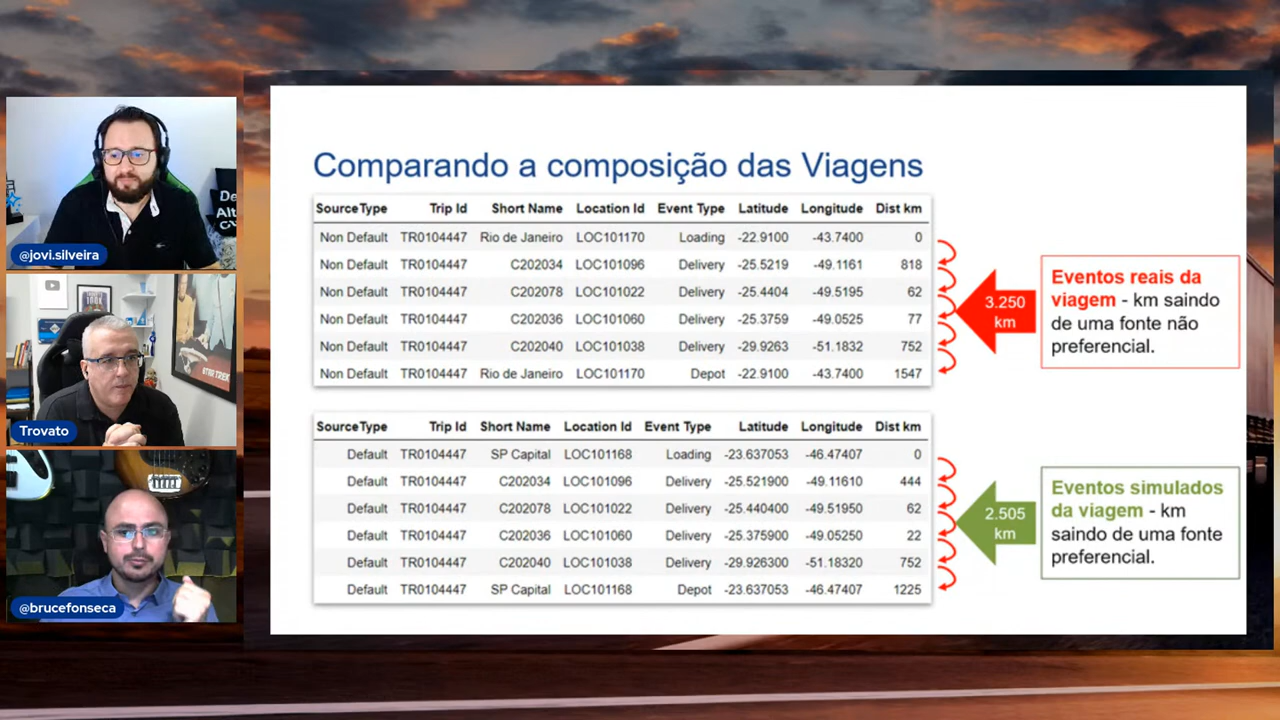 Comparando a composição das Viagens
SourceType Trip Id Short Name Location Id Event Type Latitude Longitude Dist km
Non Default TR0104447 Rio de Janeiro LOC101170 Loading -22.9100 -43.7400 0
Non Default TR0104447 C202034 LOC101096 Delivery -25.5219 -49.1161 818
Non Default TR0104447 C202078 LOC101022 Delivery -25.4404 -49.5195 62
Non Default TR0104447 C202036 LOC101060 Delivery -25.3759 -49.0525 77
Non Default TR0104447 C202040 LOC101038 Delivery -29.9263 -51.1832 752
Non Default TR0104447 Rio de Janeiro LOC101170 Depot -22.9100 -43.7400 1547
3.250
km
Eventos reais da
viagem - km saindo
de uma fonte não
preferencial.
SourceType Trip Id Short Name Location Id Event Type Latitude Longitude Dist km
Default TR0104447 SP Capital LOC101168 Loading -23.637053 -46.47407 0
Default TR0104447 C202034 LOC101096 Delivery -25.521900 -49.11610 444
Default TR0104447 C202078 LOC101022 Delivery -25.440400 -49.51950 62
Default TR0104447 C202036 LOC101060 Delivery -25.375900 -49.05250 22
Default TR0104447 C202040 LOC101038 Delivery -29.926300 -51.18320 752
Default TR0104447 SP Capital LOC101168 Depot -23.637053 -46.47407 1225
2.505
km
Eventos simulados
da viagem - km
saindo de uma fonte
preferencial.
@jovi.silveira
Trovato
STAR TREK
@brucefonseca